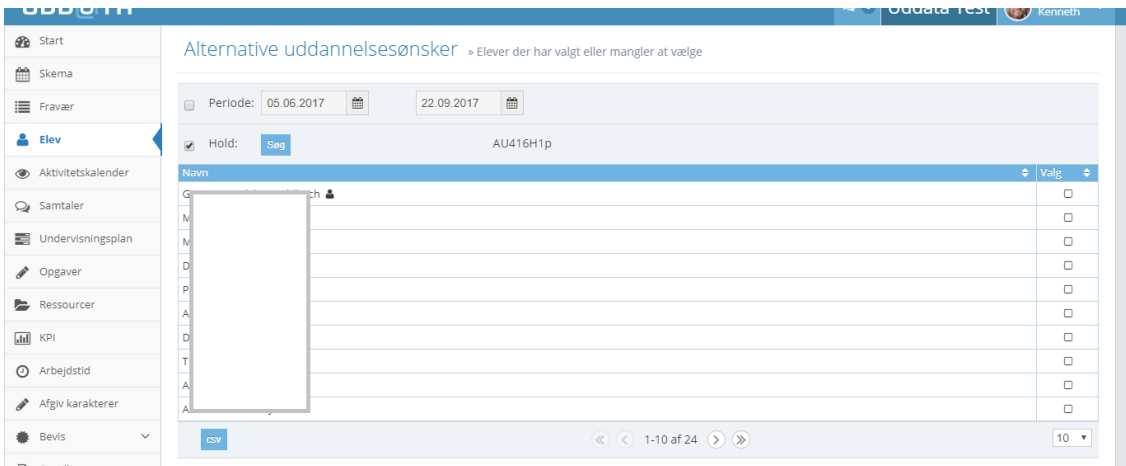 Uddata Test
Kenneth
Start
Alternative uddannelsesønsker » Elever der har valgt eller mangler at vælge
Skema
Fravær
Periode: 05.06.2017 22.09.2017
Elev
Hold: Søg AU416H1p
Aktivitetskalender
Navn Valg
Samtaler
Undervisningsplan
Opgaver
Ressourcer
KPI
Arbejdstid
Afgiv karakterer
Bevis
csv 1-10 af 24 10